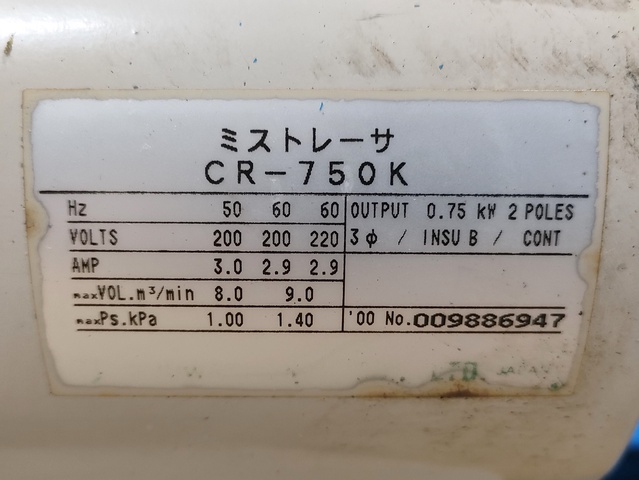 ミストレーサ
CR-750K
Hz 50 60 60
VOLTS 200 200 220
AMP 3.0 2.9 2.9
maxVOL.m³/min 8.0 9.0
maxPs.kPa 1.00 1.40
OUTPUT 0.75 kW 2 POLES
3φ / INSU B / CONT
'00 No.009886947
JAPAN